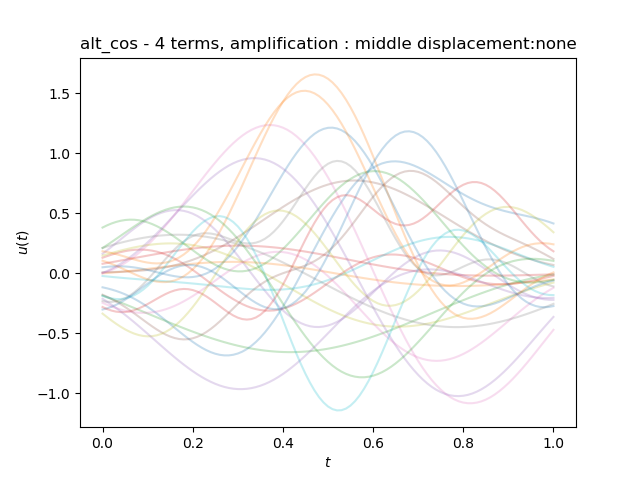 alt_cos - 4 terms, amplification : middle displacement:none
u(t)
1.5
1.0
0.5
0.0
−0.5
−1.0
0.0 0.2 0.4 0.6 0.8 1.0
t